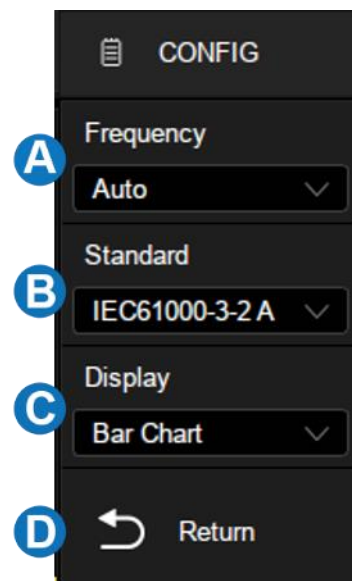 CONFIG
Frequency
A
Auto
Standard
B
IEC61000-3-2 A
Display
C
Bar Chart
D
Return